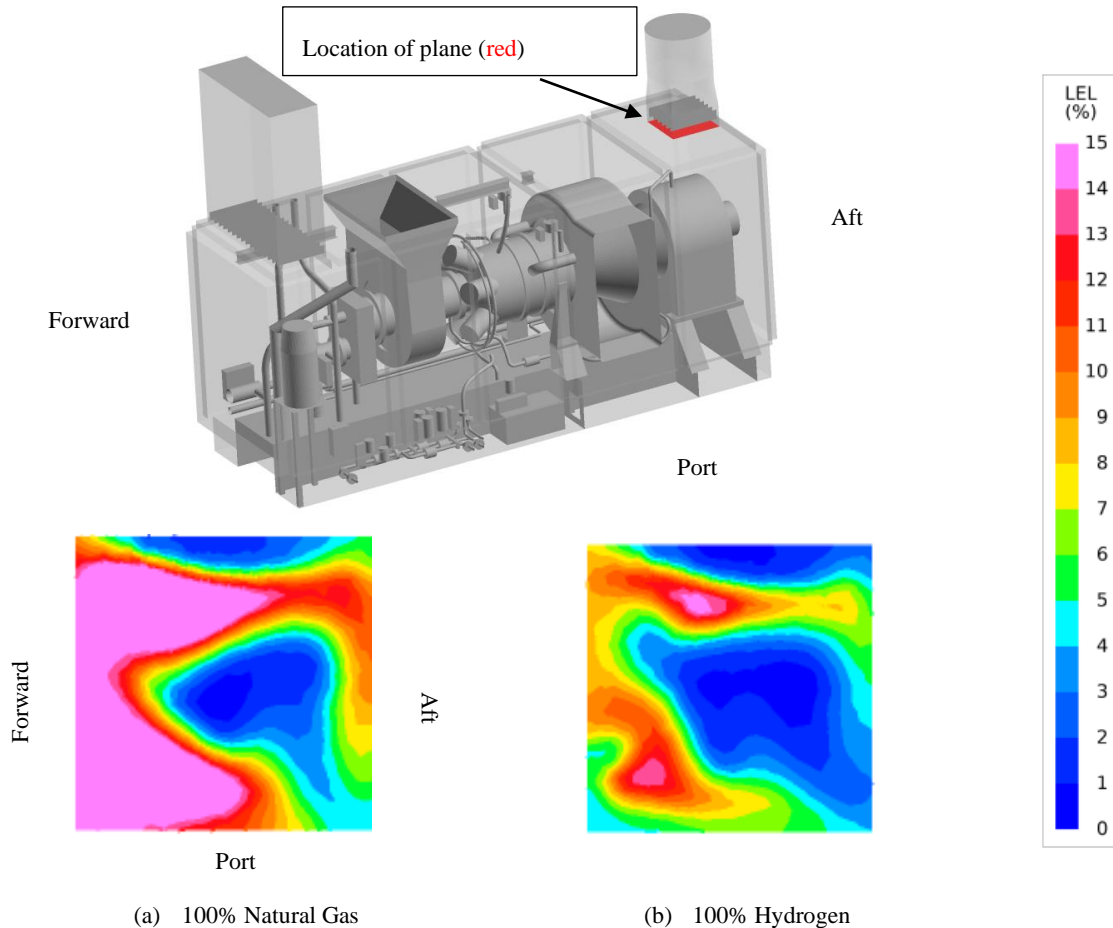 Location of plane (red)
LEL
(%)
15
14
13
12
11
10
9
8
7
6
5
4
3
2
1
0
Aft
Forward
Port
Forward
Aft
Port
(a) 100% Natural Gas
(b) 100% Hydrogen